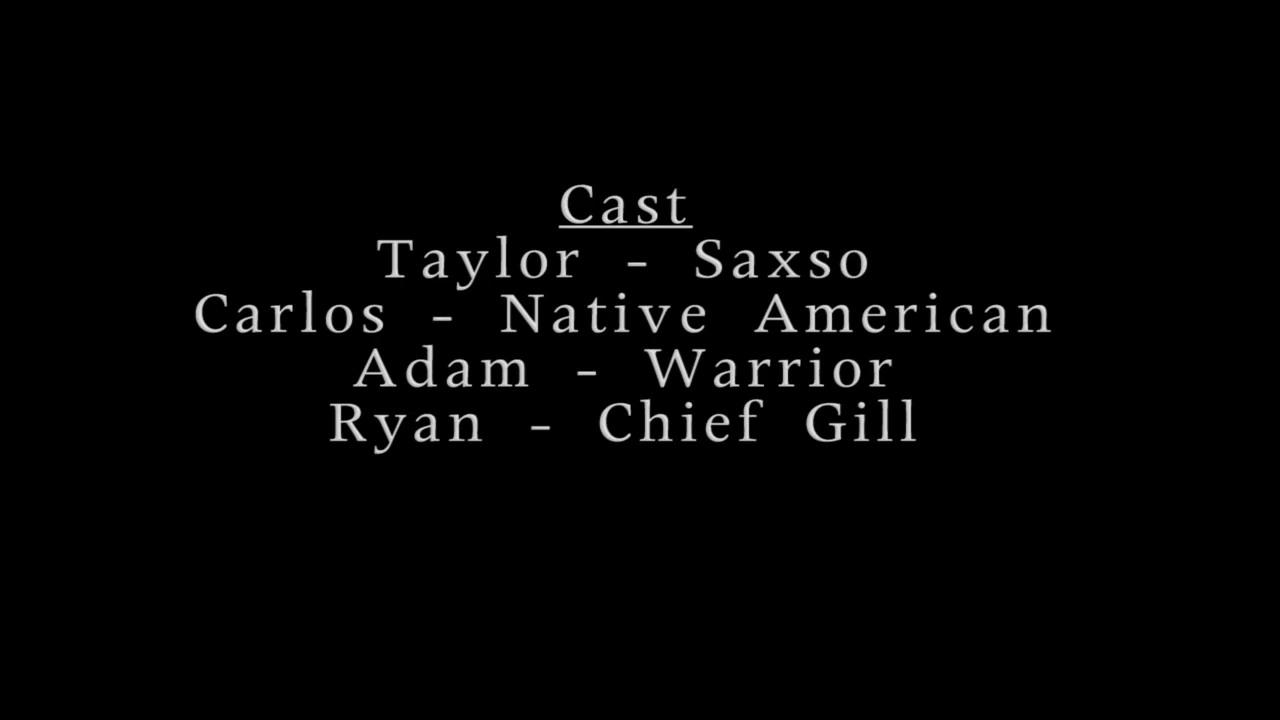 Cast
Taylor - Saxso
Carlos - Native American
Adam - Warrior
Ryan - Chief Gill